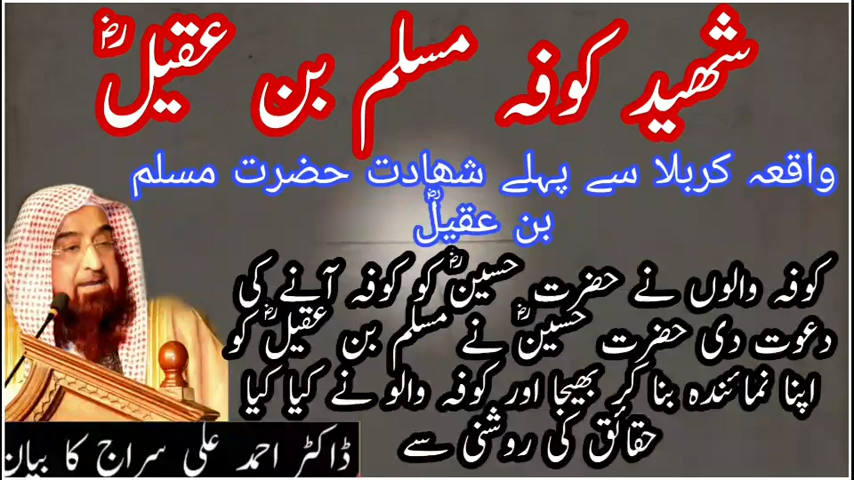 شھید کوفہ مسلم بن عقیلؓ
واقعہ کربلا سے پہلے شھادت حضرت مسلم
بن عقیلؓ
کوفہ والوں نے حضرت حسینؓ کو کوفہ آنے کی
دعوت دی حضرت حسینؓ نے مسلم بن عقیلؓ کو
اپنا نمائندہ بنا کر بھیجا اور کوفہ والو نے کیا کیا
حقائق کی روشنی سے
ڈاکٹر احمد علی سراج کا بیان